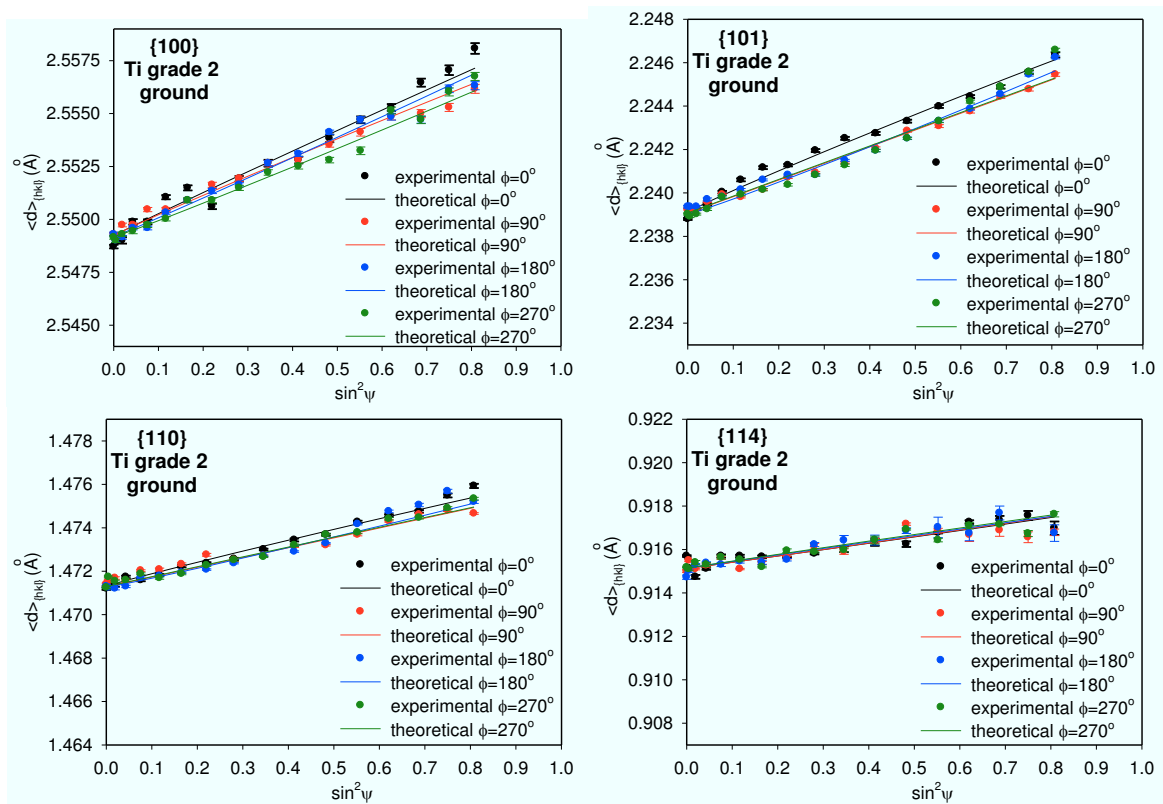 {100}
Ti grade 2
ground
2.5575
2.5550
2.5525
2.5500
2.5475
2.5450
<d>{hkl} (Å)
experimental ϕ=0°
theoretical ϕ=0°
experimental ϕ=90°
theoretical ϕ=90°
experimental ϕ=180°
theoretical ϕ=180°
experimental ϕ=270°
theoretical ϕ=270°
0.0 0.1 0.2 0.3 0.4 0.5 0.6 0.7 0.8 0.9 1.0
sin²ψ
{101}
Ti grade 2
ground
2.248
2.246
2.244
2.242
2.240
2.238
2.236
2.234
<d>{hkl} (Å)
experimental ϕ=0°
theoretical ϕ=0°
experimental ϕ=90°
theoretical ϕ=90°
experimental ϕ=180°
theoretical ϕ=180°
experimental ϕ=270°
theoretical ϕ=270°
0.0 0.1 0.2 0.3 0.4 0.5 0.6 0.7 0.8 0.9 1.0
sin²ψ
{110}
Ti grade 2
ground
1.478
1.476
1.474
1.472
1.470
1.468
1.466
1.464
<d>{hkl} (Å)
experimental ϕ=0°
theoretical ϕ=0°
experimental ϕ=90°
theoretical ϕ=90°
experimental ϕ=180°
theoretical ϕ=180°
experimental ϕ=270°
theoretical ϕ=270°
0.0 0.1 0.2 0.3 0.4 0.5 0.6 0.7 0.8 0.9 1.0
sin²ψ
{114}
Ti grade 2
ground
0.922
0.920
0.918
0.916
0.914
0.912
0.910
0.908
<d>{hkl} (Å)
experimental ϕ=0°
theoretical ϕ=0°
experimental ϕ=90°
theoretical ϕ=90°
experimental ϕ=180°
theoretical ϕ=180°
experimental ϕ=270°
theoretical ϕ=270°
0.0 0.1 0.2 0.3 0.4 0.5 0.6 0.7 0.8 0.9 1.0
sin²ψ